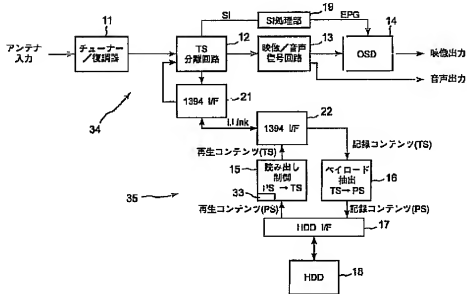 アンテナ
入力
11
チューナー
／復調器
SI
19
SI処理部
EPG
TS
分離回路
12
映像／音声
信号回路
13
OSD
14
映像出力
音声出力
1394 I/F
21
34
i.Link
1394 I/F
22
再生コンテンツ(TS)
記録コンテンツ(TS)
15
読み出し
制御
PS → TS
33
ペイロード
抽出
TS→PS
16
35
再生コンテンツ(PS)
記録コンテンツ(PS)
HDD I/F
17
HDD
18